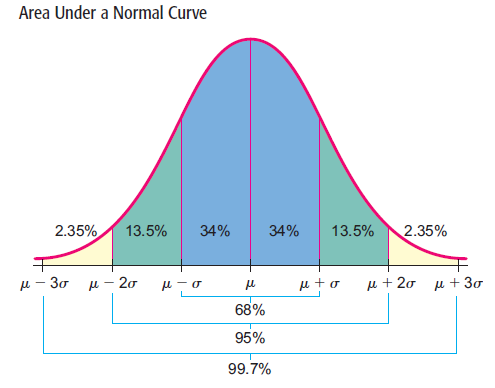 Area Under a Normal Curve
2.35% 13.5% 34% 34% 13.5% 2.35%
μ − 3σ μ − 2σ μ − σ μ μ + σ μ + 2σ μ + 3σ
68%
95%
99.7%